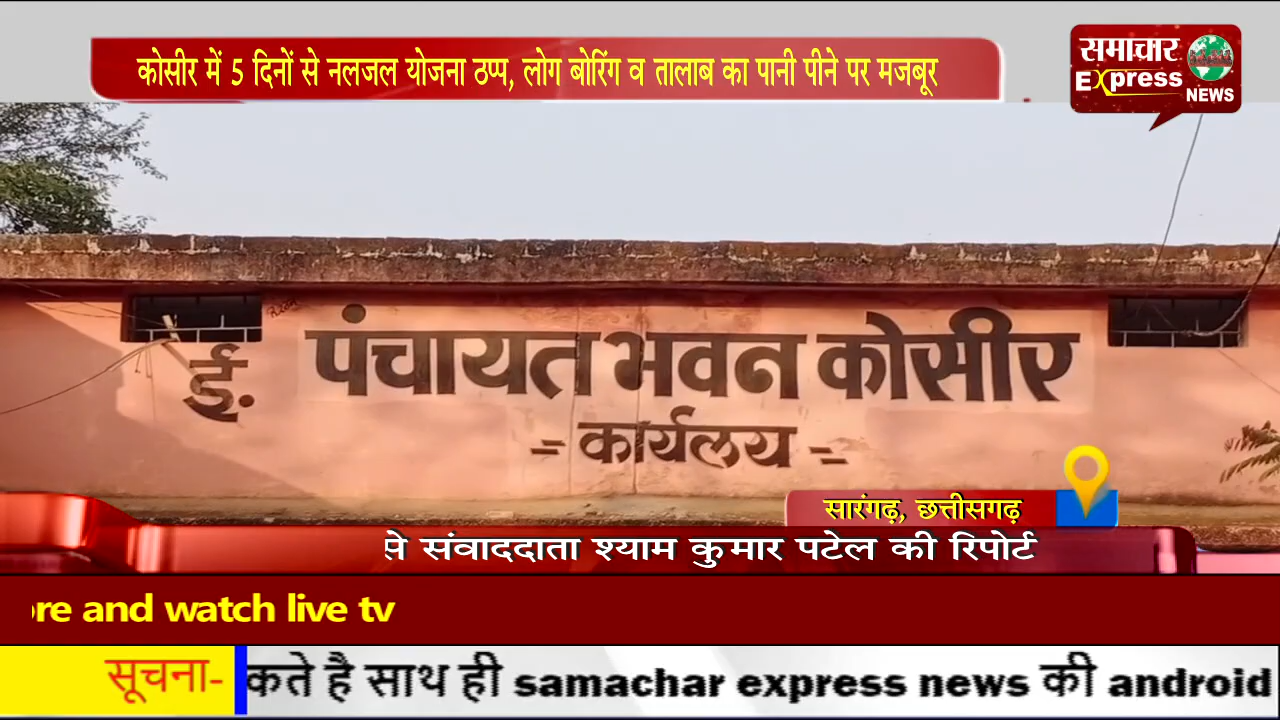 कोसीर में 5 दिनों से नलजल योजना ठप्प, लोग बोरिंग व तालाब का पानी पीने पर मजबूर
समाचार
Express
NEWS
ई. पंचायत भवन कोसीर
- कार्यलय -
सारंगढ़, छत्तीसगढ़
से संवाददाता श्याम कुमार पटेल की रिपोर्ट
ore and watch live tv
सूचना- कते है साथ ही samachar express news की android